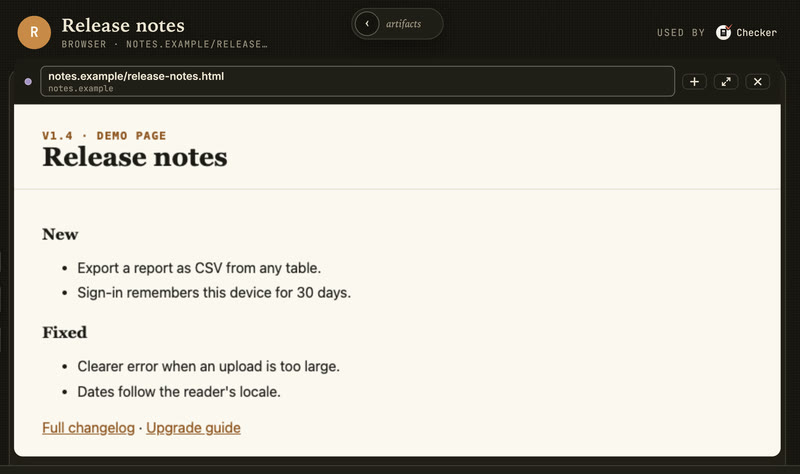 R
Release notes
BROWSER · NOTES.EXAMPLE/RELEASE…
‹ artifacts
USED BY Checker
notes.example/release-notes.html
notes.example
V1.4 · DEMO PAGE
Release notes
New
• Export a report as CSV from any table.
• Sign-in remembers this device for 30 days.
Fixed
• Clearer error when an upload is too large.
• Dates follow the reader's locale.
Full changelog · Upgrade guide